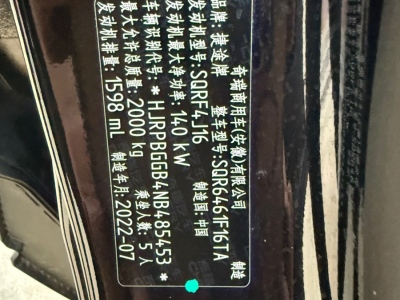 奇瑞商用车(安徽)有限公司 制造
品牌: 捷途牌 整车型号: SQR6461F16TA
发动机型号: SQRF4J16 制造国: 中国
发动机最大净功率: 140 kW
车辆识别代号: * HJRPBGGB4NB485453 *
最大允许总质量: 2000 kg 乘坐人数: 5 人
发动机排量: 1598 mL 制造年月: 2022-07